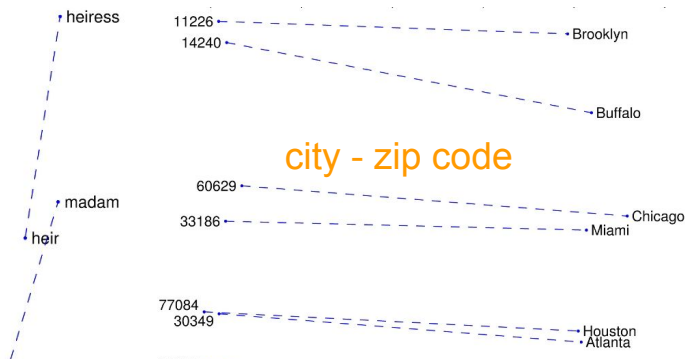 heiress
11226
Brooklyn
14240
Buffalo
city - zip code
60629
madam
Chicago
33186
Miami
heir
77084
30349
Houston
Atlanta